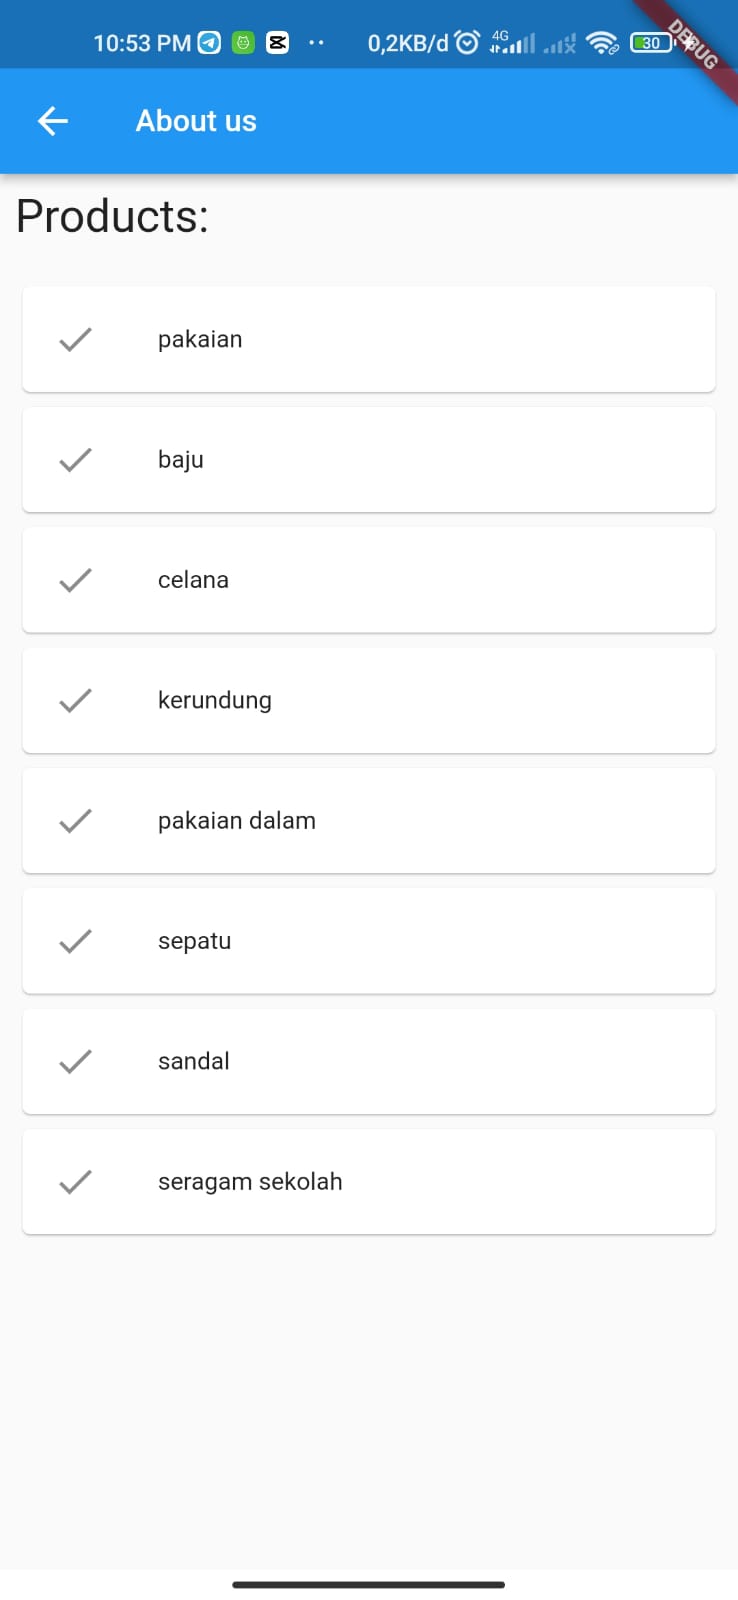 10:53 PM
0,2KB/d
4G
30
DEBUG
About us
Products:
pakaian
baju
celana
kerundung
pakaian dalam
sepatu
sandal
seragam sekolah